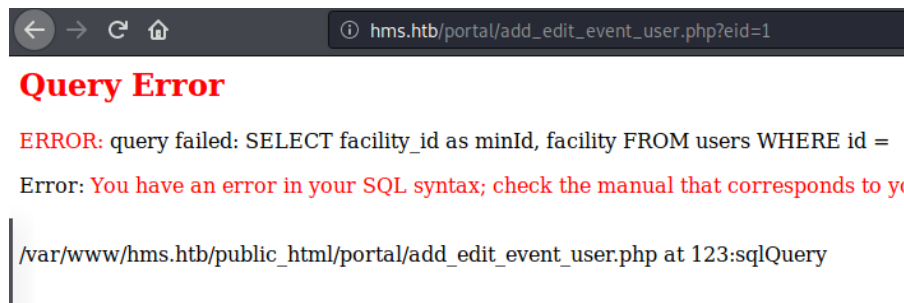 hms.htb/portal/add_edit_event_user.php?eid=1
Query Error
ERROR: query failed: SELECT facility_id as minId, facility FROM users WHERE id =
Error: You have an error in your SQL syntax; check the manual that corresponds to
/var/www/hms.htb/public_html/portal/add_edit_event_user.php at 123:sqlQuery